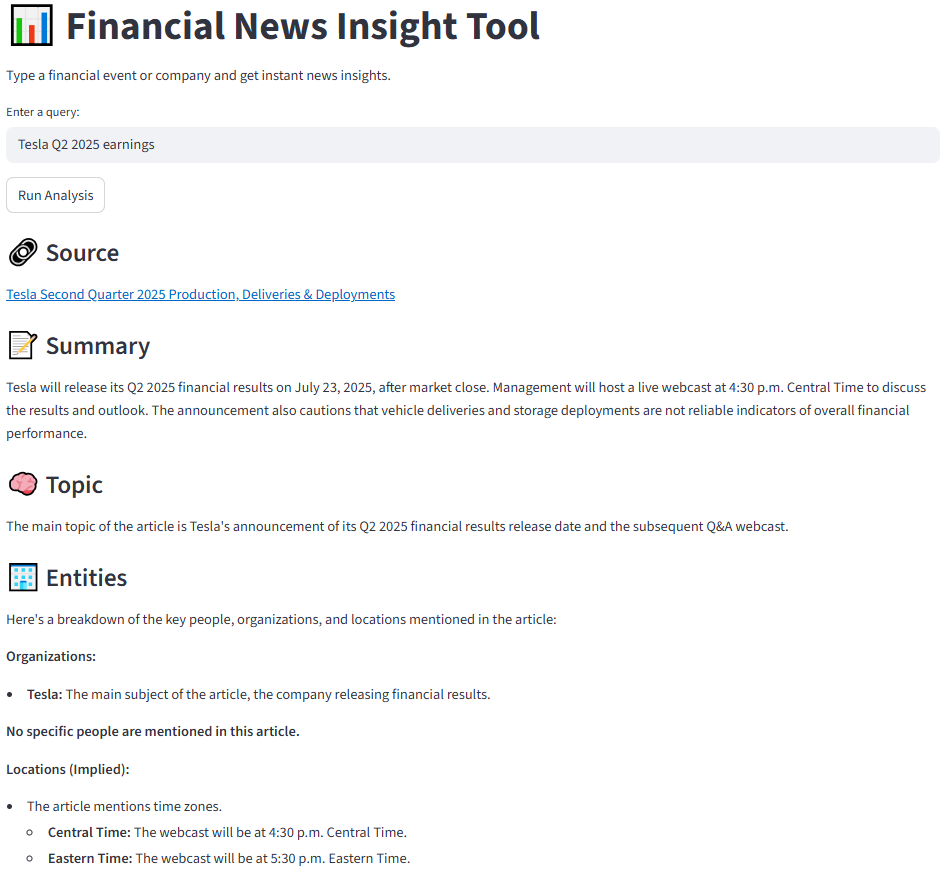 Financial News Insight Tool
Type a financial event or company and get instant news insights.
Enter a query:
Tesla Q2 2025 earnings
Run Analysis
Source
Tesla Second Quarter 2025 Production, Deliveries & Deployments
Summary
Tesla will release its Q2 2025 financial results on July 23, 2025, after market close. Management will host a live webcast at 4:30 p.m. Central Time to discuss
the results and outlook. The announcement also cautions that vehicle deliveries and storage deployments are not reliable indicators of overall financial
performance.
Topic
The main topic of the article is Tesla's announcement of its Q2 2025 financial results release date and the subsequent Q&A webcast.
Entities
Here's a breakdown of the key people, organizations, and locations mentioned in the article:
Organizations:
• Tesla: The main subject of the article, the company releasing financial results.
No specific people are mentioned in this article.
Locations (Implied):
• The article mentions time zones.
◦ Central Time: The webcast will be at 4:30 p.m. Central Time.
◦ Eastern Time: The webcast will be at 5:30 p.m. Eastern Time.